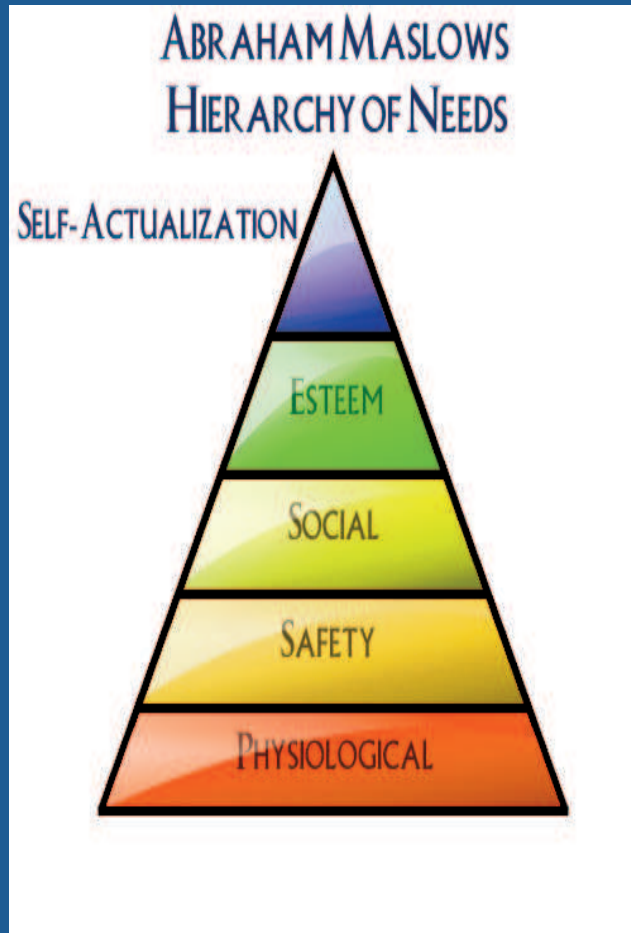 ABRAHAM MASLOWS
HIERARCHY OF NEEDS
SELF-ACTUALIZATION
ESTEEM
SOCIAL
SAFETY
PHYSIOLOGICAL